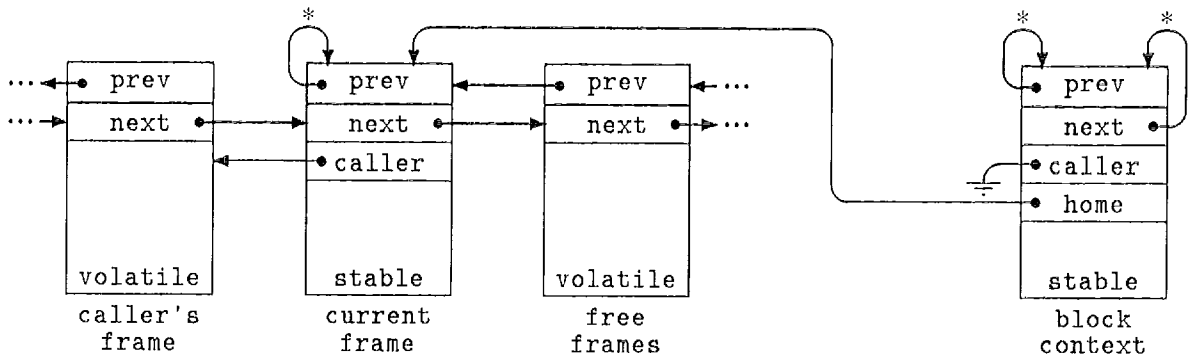 * * *
... prev prev prev ... prev
... next next next ... next
caller caller
home
volatile stable volatile stable
caller's current free block
frame frame frames context